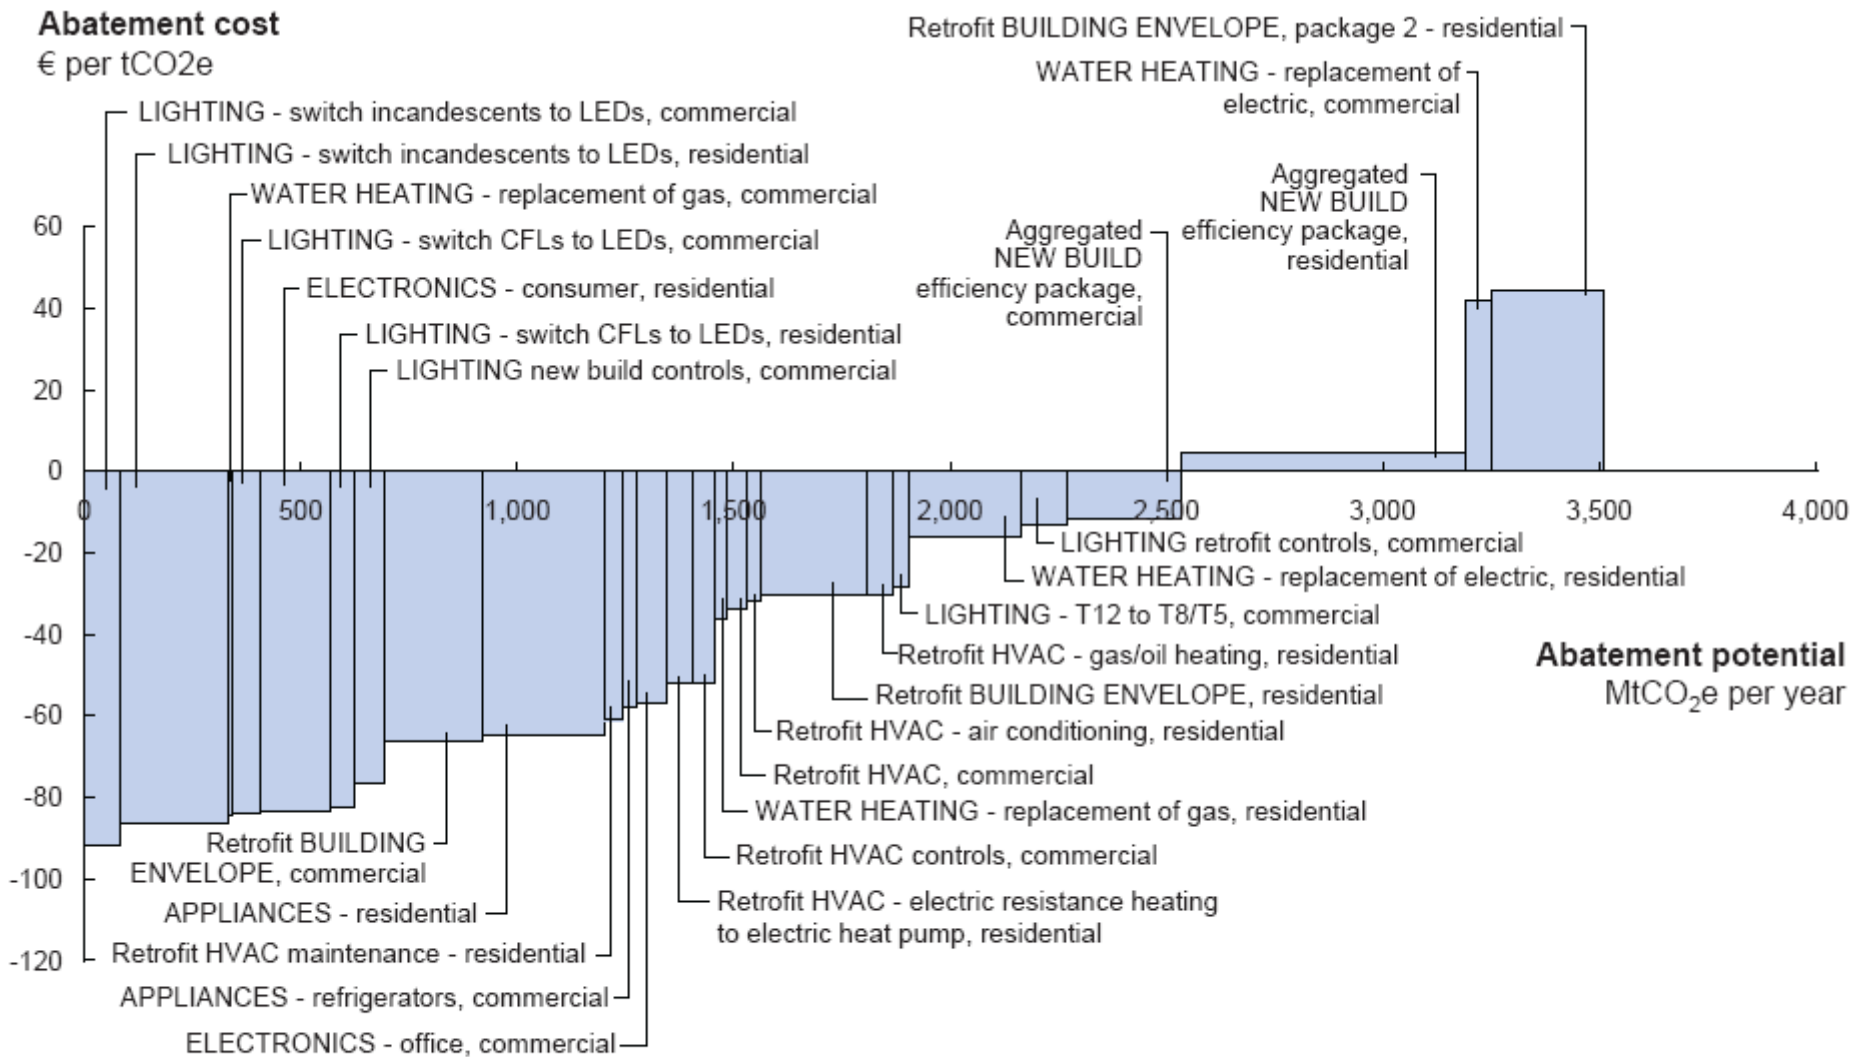 Abatement cost
€ per tCO2e
Retrofit BUILDING ENVELOPE, package 2 - residential
WATER HEATING - replacement of
electric, commercial
LIGHTING - switch incandescents to LEDs, commercial
LIGHTING - switch incandescents to LEDs, residential
WATER HEATING - replacement of gas, commercial
LIGHTING - switch CFLs to LEDs, commercial
ELECTRONICS - consumer, residential
LIGHTING - switch CFLs to LEDs, residential
LIGHTING new build controls, commercial
Aggregated
NEW BUILD
efficiency package,
commercial
Aggregated
NEW BUILD
efficiency package,
residential
60
40
20
0
-20
-40
-60
-80
-100
-120
0 500 1,000 1,500 2,000 2,500 3,000 3,500 4,000
LIGHTING retrofit controls, commercial
WATER HEATING - replacement of electric, residential
LIGHTING - T12 to T8/T5, commercial
Retrofit HVAC - gas/oil heating, residential
Retrofit BUILDING ENVELOPE, residential
Retrofit HVAC - air conditioning, residential
Retrofit HVAC, commercial
WATER HEATING - replacement of gas, residential
Retrofit HVAC controls, commercial
Retrofit HVAC - electric resistance heating
to electric heat pump, residential
Abatement potential
MtCO₂e per year
Retrofit BUILDING
ENVELOPE, commercial
APPLIANCES - residential
Retrofit HVAC maintenance - residential
APPLIANCES - refrigerators, commercial
ELECTRONICS - office, commercial